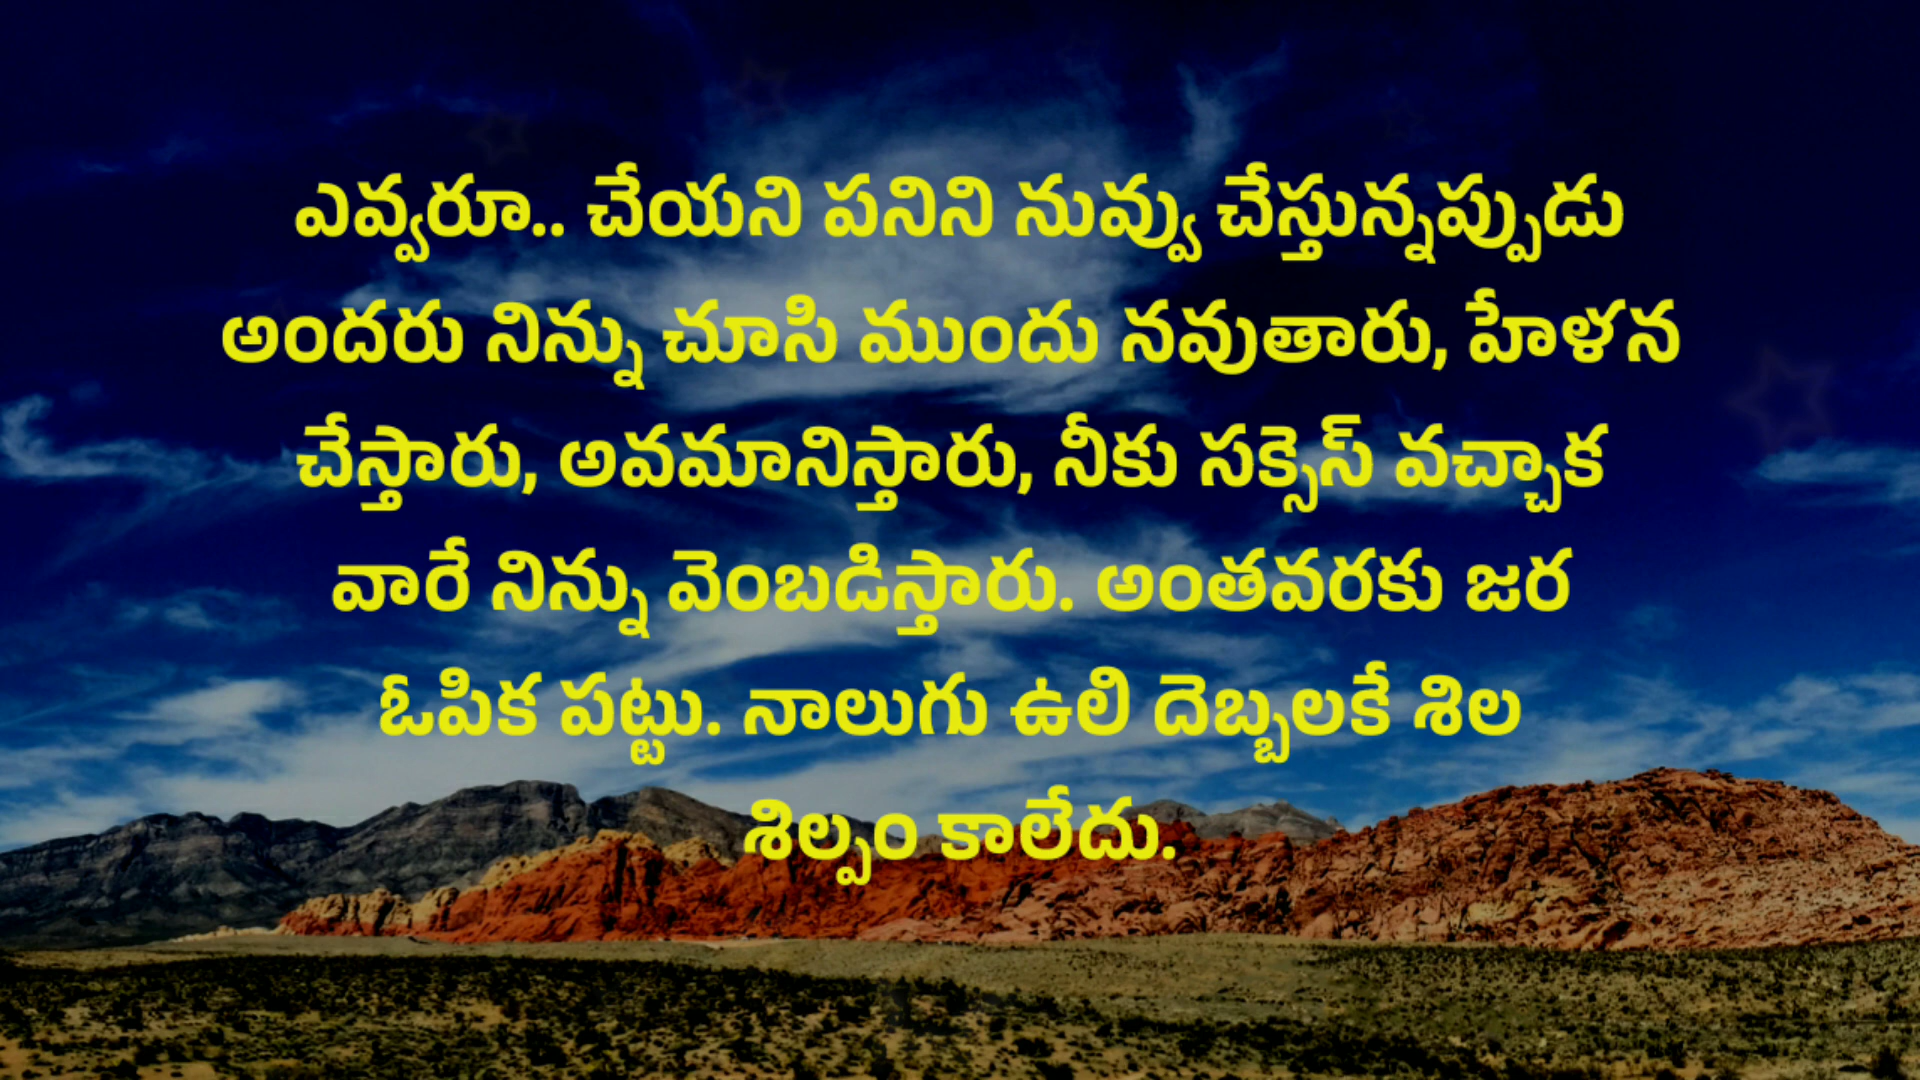 ఎవ్వరూ.. చేయని పనిని నువ్వు చేస్తున్నప్పుడు
అందరు నిన్ను చూసి ముందు నవుతారు, హేళన
చేస్తారు, అవమానిస్తారు, నీకు సక్సెస్ వచ్చాక
వారే నిన్ను వెంబడిస్తారు. అంతవరకు జర
ఓపిక పట్టు. నాలుగు ఉలి దెబ్బలకే శిల
శిల్పం కాలేదు.